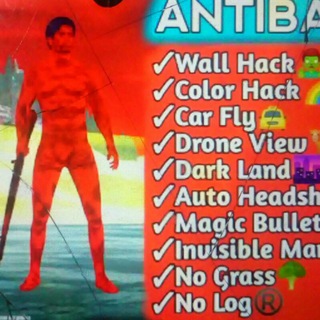 ANTIBA
✓Wall Hack
✓Color Hack
✓Car Fly
✓Drone View
✓Dark Land
✓Auto Headsh
✓Magic Bullet
✓Invisible Mar
✓No Grass
✓No Log®